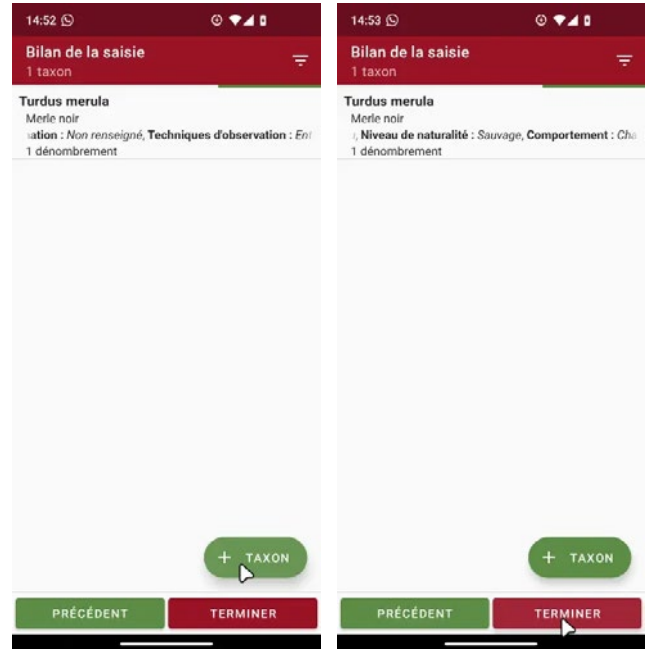 14:52
Bilan de la saisie
1 taxon
Turdus merula
Merle noir
ation : Non renseigné, Techniques d'observation : Ent
1 dénombrement
+ TAXON
PRÉCÉDENT
TERMINER
14:53
Bilan de la saisie
1 taxon
Turdus merula
Merle noir
, Niveau de naturalité : Sauvage, Comportement : Cha
1 dénombrement
+ TAXON
PRÉCÉDENT
TERMINER